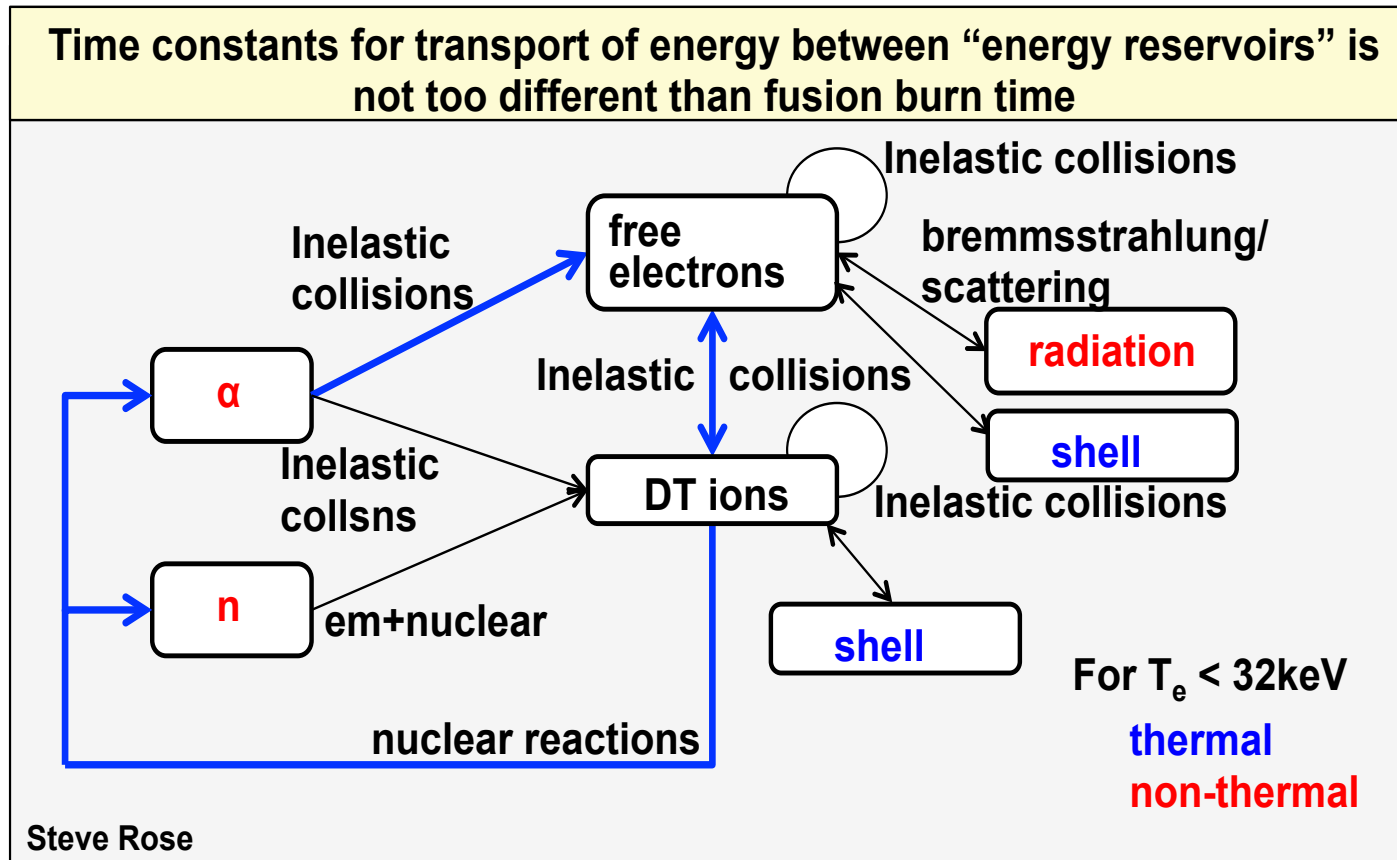 Time constants for transport of energy between “energy reservoirs” is
not too different than fusion burn time
Inelastic collisions
free
electrons
Inelastic
collisions
bremmsstrahlung/
scattering
radiation
α
Inelastic collisions
shell
Inelastic
collsns
DT ions
Inelastic collisions
n
em+nuclear
shell
For Te < 32keV
nuclear reactions
thermal
non-thermal
Steve Rose